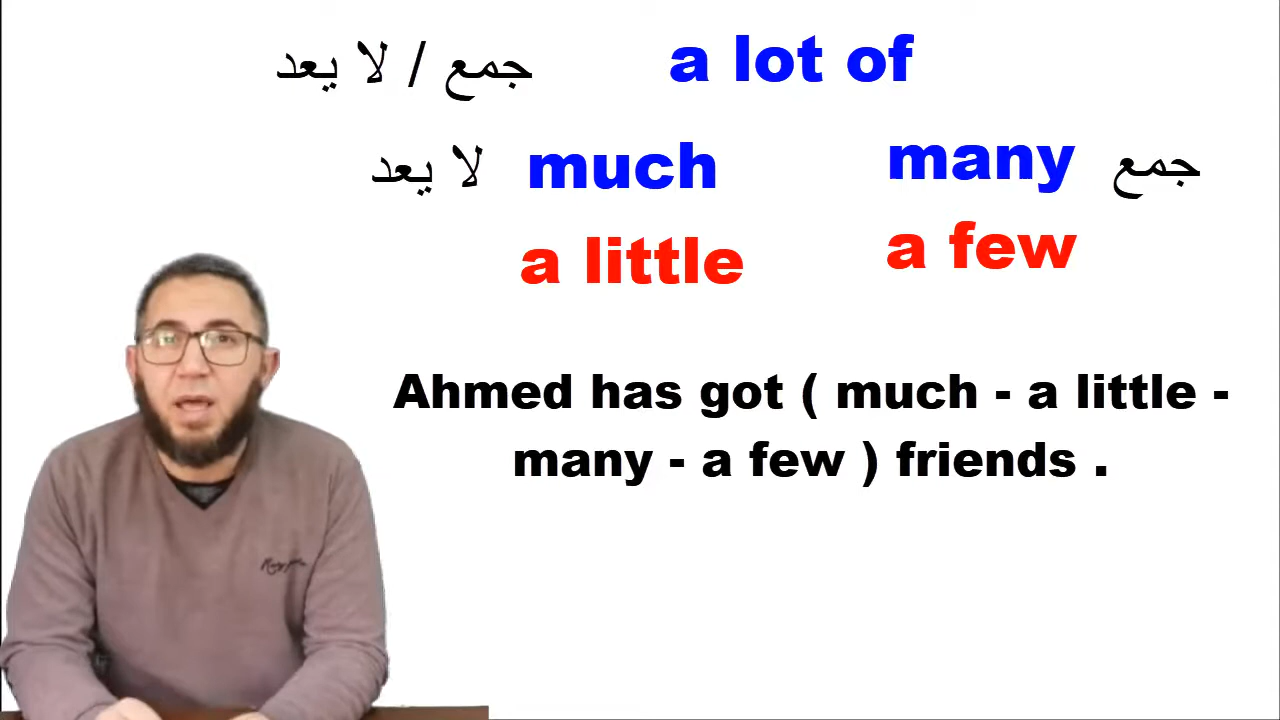 جمع / لا يعد a lot of
لا يعد much many جمع
a little a few
Ahmed has got ( much - a little -
many - a few ) friends .